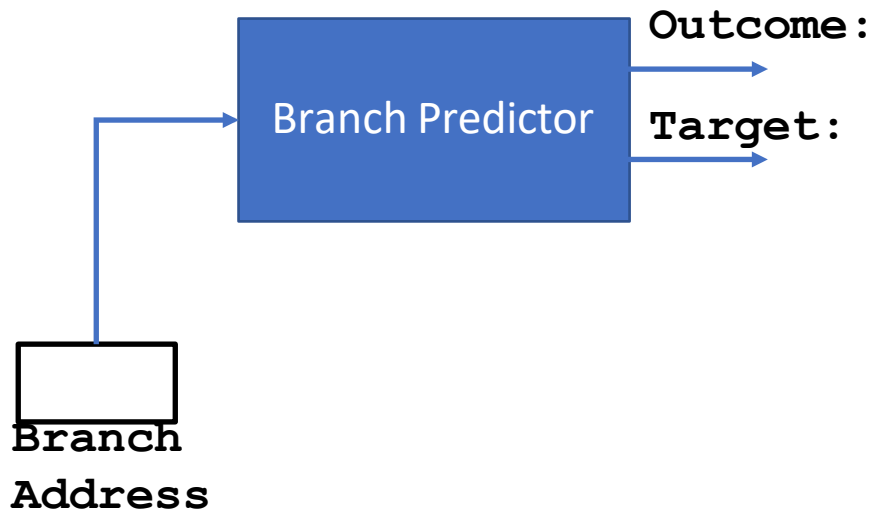 Outcome:
Branch Predictor
Target:
Branch
Address